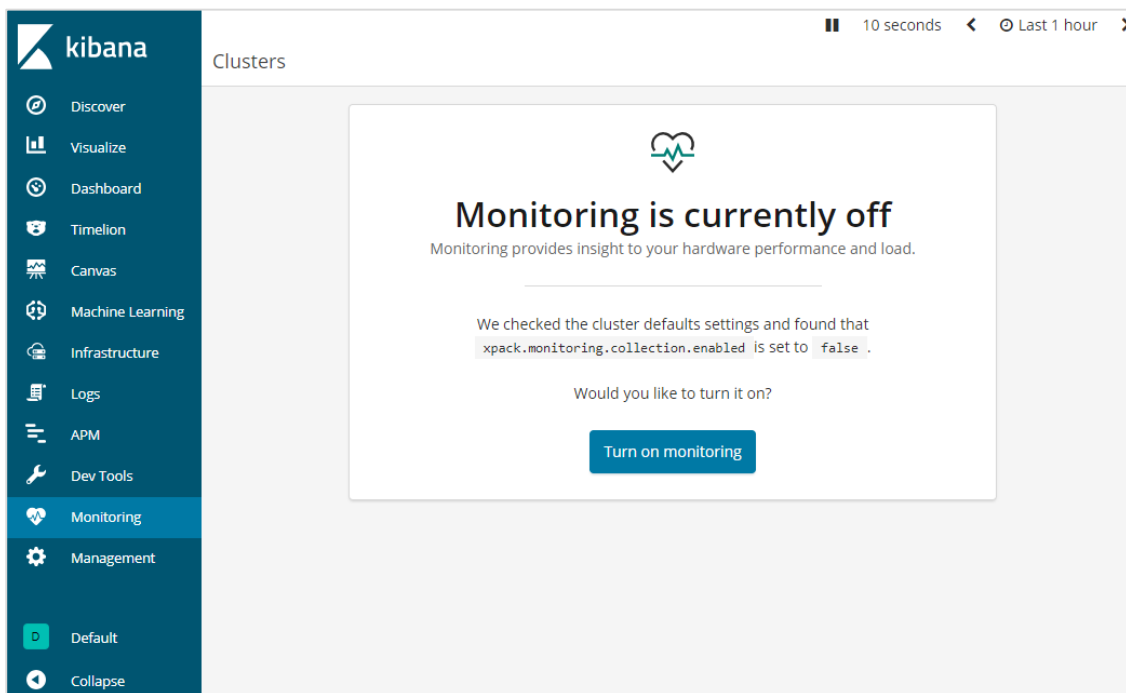 kibana
Discover
Visualize
Dashboard
Timelion
Canvas
Machine Learning
Infrastructure
Logs
APM
Dev Tools
Monitoring
Management
D Default
Collapse
10 seconds Last 1 hour
Clusters
Monitoring is currently off
Monitoring provides insight to your hardware performance and load.
We checked the cluster defaults settings and found that
xpack.monitoring.collection.enabled is set to false .
Would you like to turn it on?
Turn on monitoring